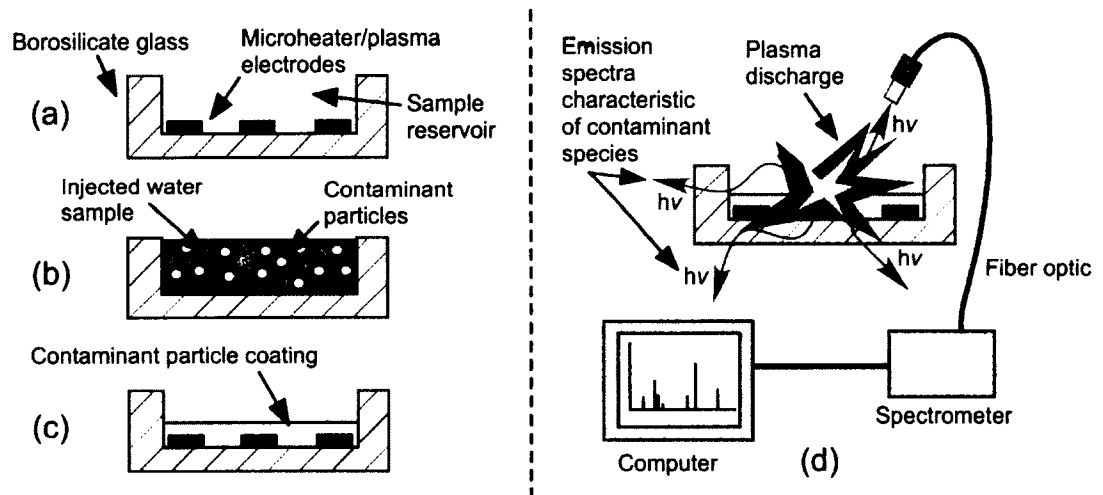 Borosilicate glass
Microheater/plasma
electrodes
Sample
reservoir
(a)
Injected water
sample
Contaminant
particles
(b)
Contaminant particle coating
(c)
Emission
spectra
characteristic
of contaminant
species
Plasma
discharge
hν
hν
hν
hν
Fiber optic
Spectrometer
Computer
(d)